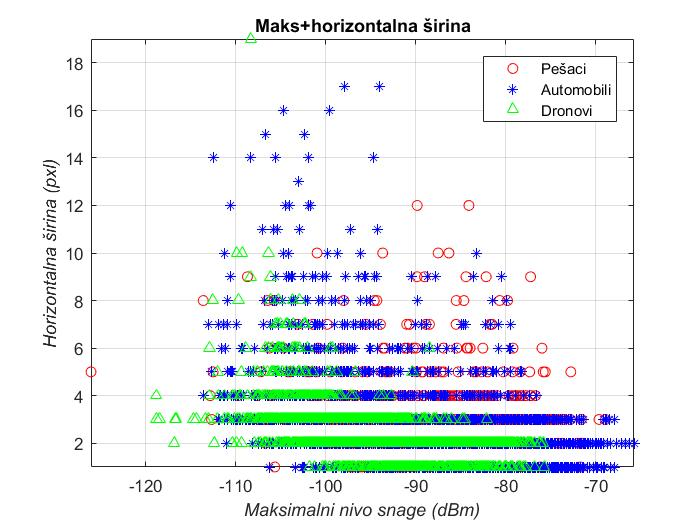 Maks+horizontalna širina
Pešaci
Automobili
Dronovi
Horizontalna širina (pxl)
18
16
14
12
10
8
6
4
2
-120 -110 -100 -90 -80 -70
Maksimalni nivo snage (dBm)